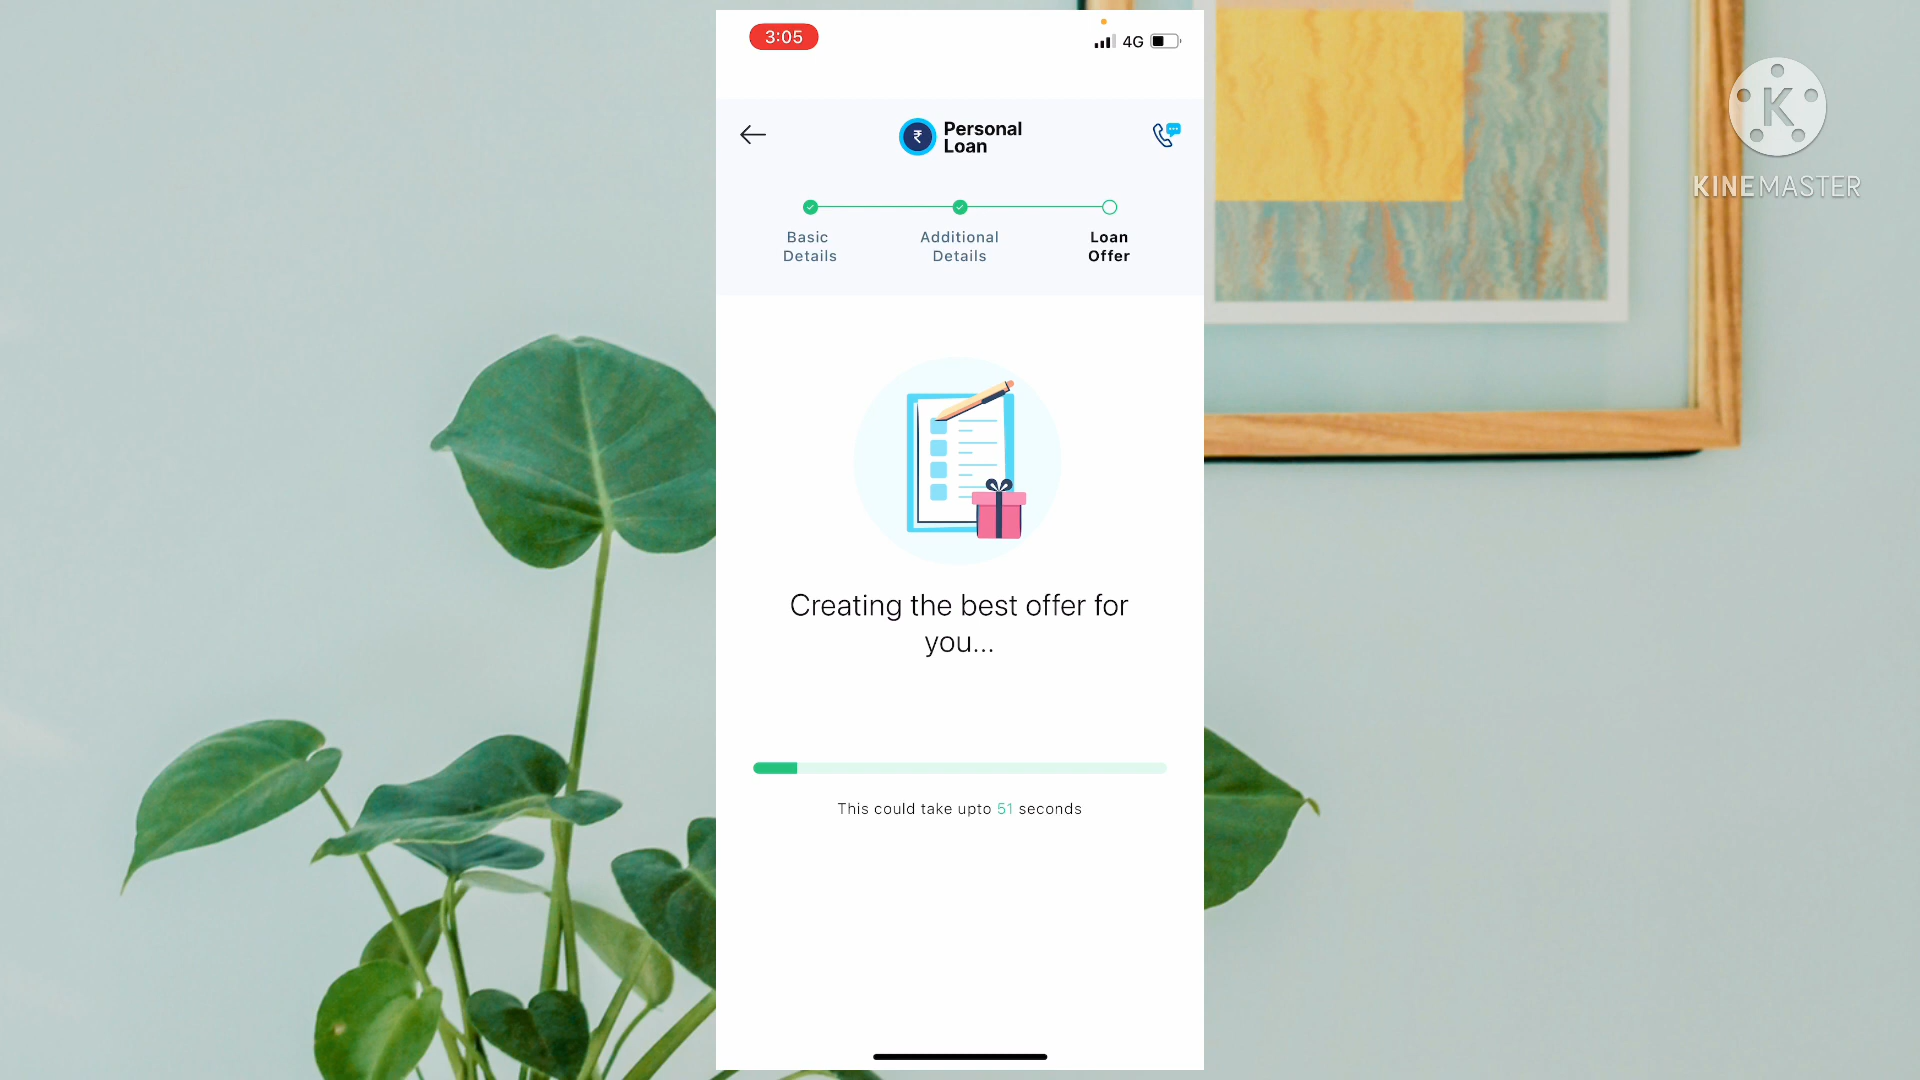 3:05
4G
₹
Personal
Loan
Basic
Details
Additional
Details
Loan
Offer
Creating the best offer for
you...
This could take upto 51 seconds
K
KINEMASTER